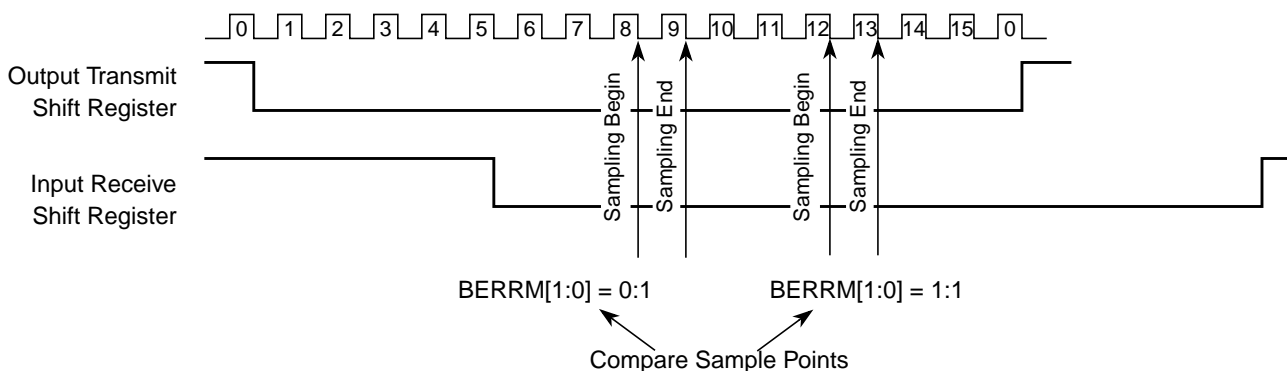 0 1 2 3 4 5 6 7 8 9 10 11 12 13 14 15 0
Output Transmit
Shift Register
Input Receive
Shift Register
Sampling Begin
Sampling End
Sampling Begin
Sampling End
BERRM[1:0] = 0:1
BERRM[1:0] = 1:1
Compare Sample Points